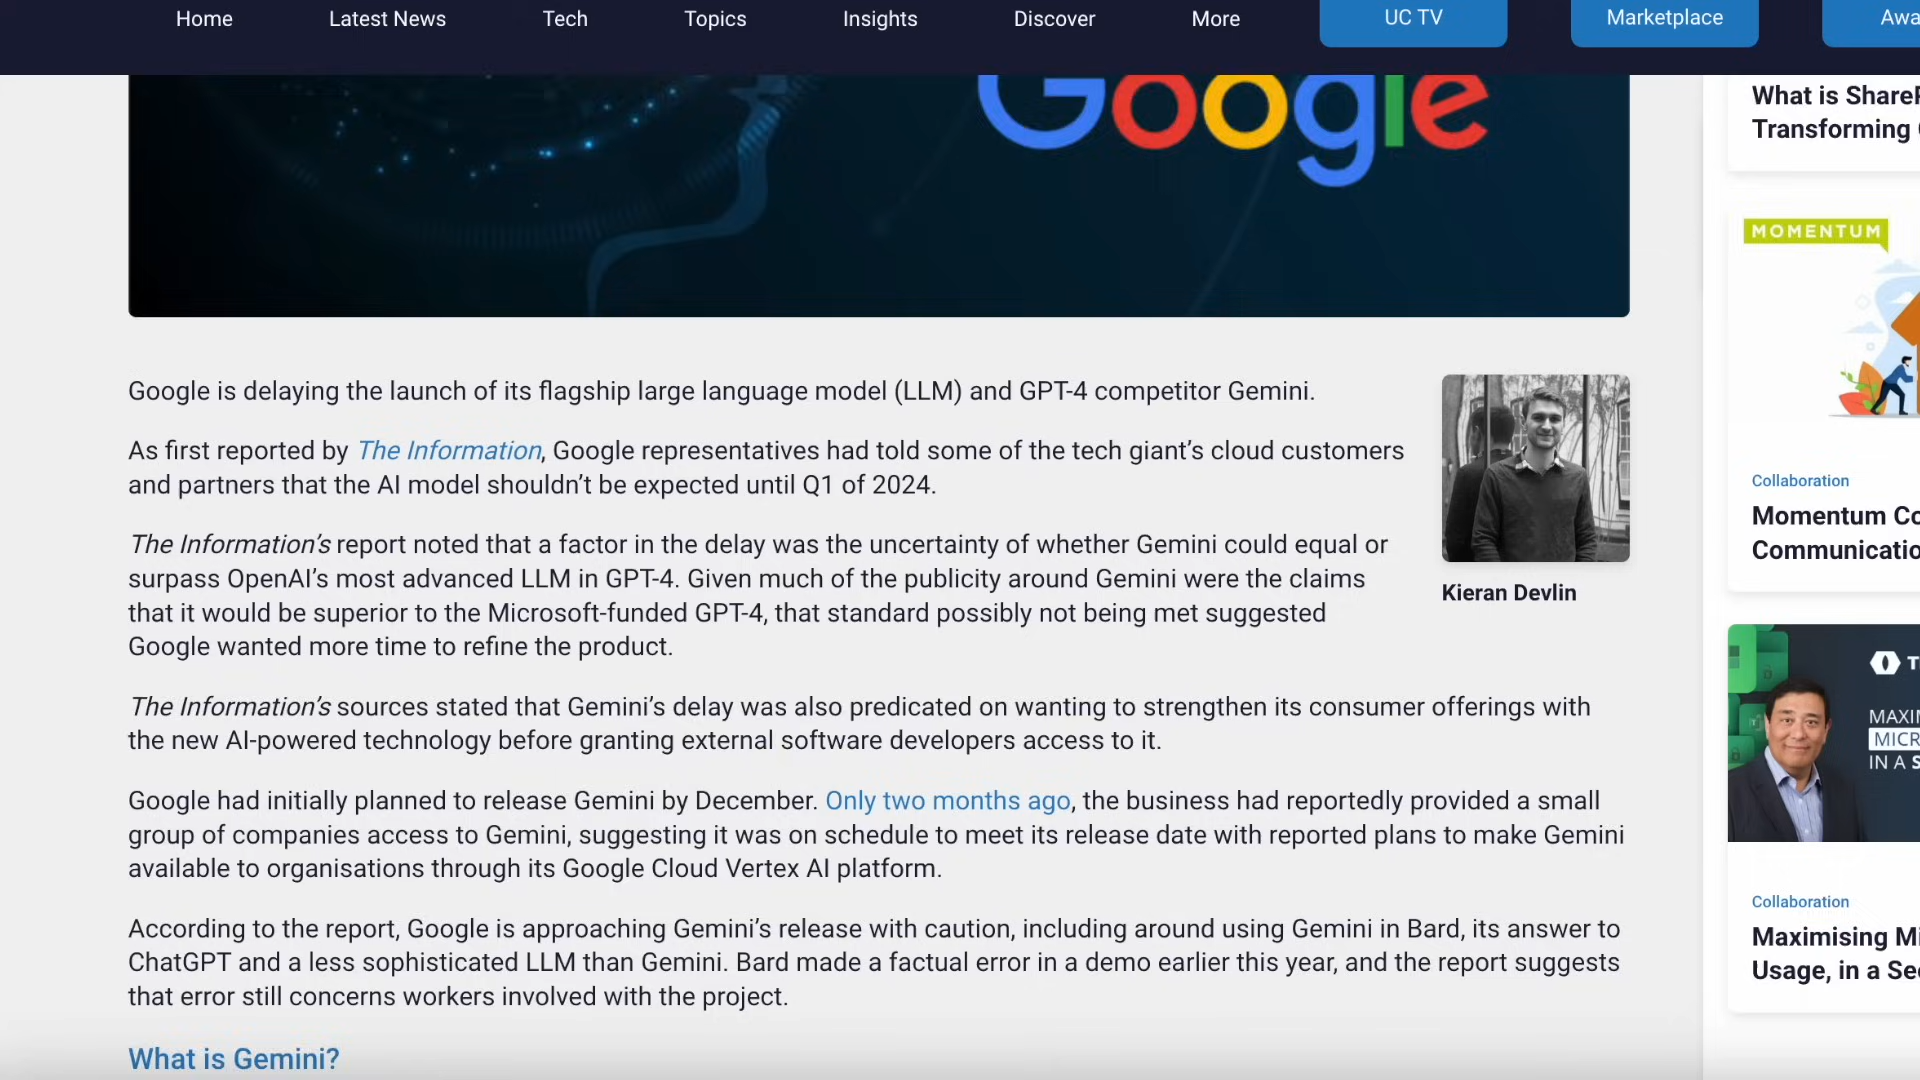 Home
Latest News
Tech
Topics
Insights
Discover
More
UC TV
Marketplace
Google
Google is delaying the launch of its flagship large language model (LLM) and GPT-4 competitor Gemini.
As first reported by The Information, Google representatives had told some of the tech giant’s cloud customers
and partners that the AI model shouldn’t be expected until Q1 of 2024.
The Information’s report noted that a factor in the delay was the uncertainty of whether Gemini could equal or
surpass OpenAI’s most advanced LLM in GPT-4. Given much of the publicity around Gemini were the claims
that it would be superior to the Microsoft-funded GPT-4, that standard possibly not being met suggested
Google wanted more time to refine the product.
Kieran Devlin
The Information’s sources stated that Gemini’s delay was also predicated on wanting to strengthen its consumer offerings with
the new AI-powered technology before granting external software developers access to it.
Google had initially planned to release Gemini by December. Only two months ago, the business had reportedly provided a small
group of companies access to Gemini, suggesting it was on schedule to meet its release date with reported plans to make Gemini
available to organisations through its Google Cloud Vertex AI platform.
According to the report, Google is approaching Gemini’s release with caution, including around using Gemini in Bard, its answer to
ChatGPT and a less sophisticated LLM than Gemini. Bard made a factual error in a demo earlier this year, and the report suggests
that error still concerns workers involved with the project.
What is Gemini?
What is
Transforming
MOMENTUM
Collaboration
Momentum
IN A
Collaboration
Maximising
Usage, in a